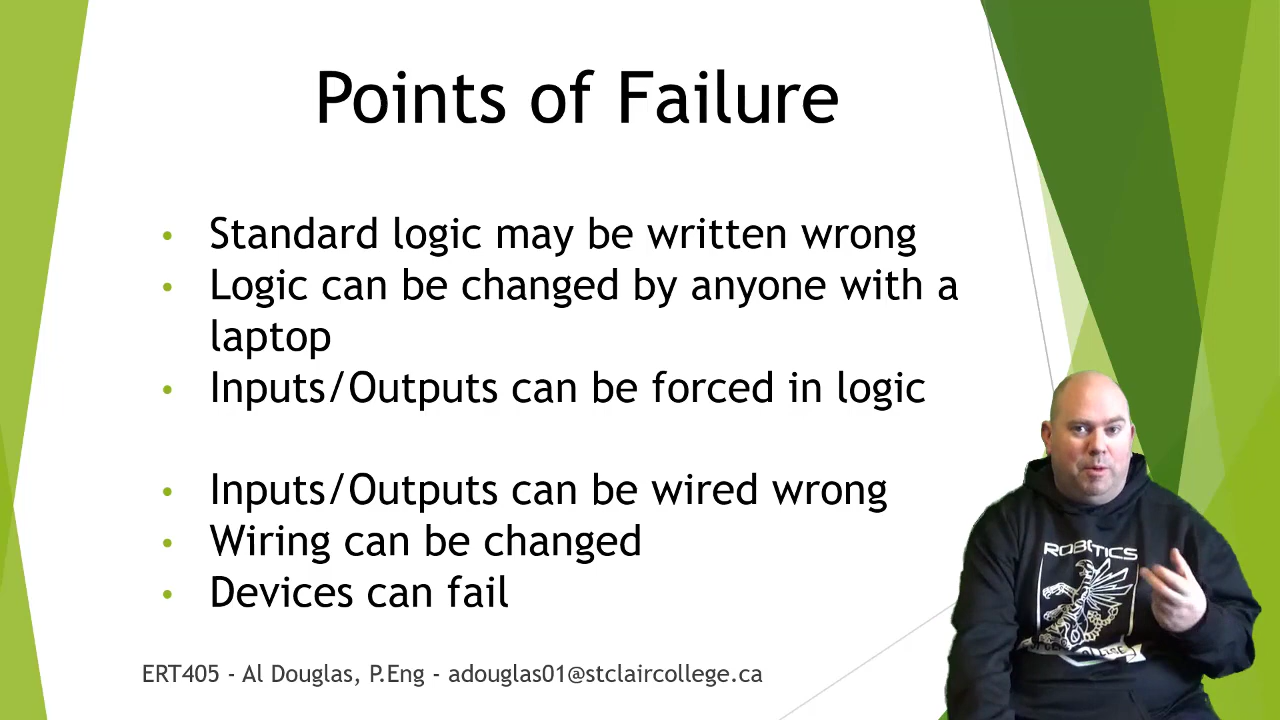 Points of Failure
• Standard logic may be written wrong
• Logic can be changed by anyone with a
laptop
• Inputs/Outputs can be forced in logic
• Inputs/Outputs can be wired wrong
• Wiring can be changed
• Devices can fail
ROBOTICS
ERT405 - Al Douglas, P.Eng - adouglas01@stclaircollege.ca